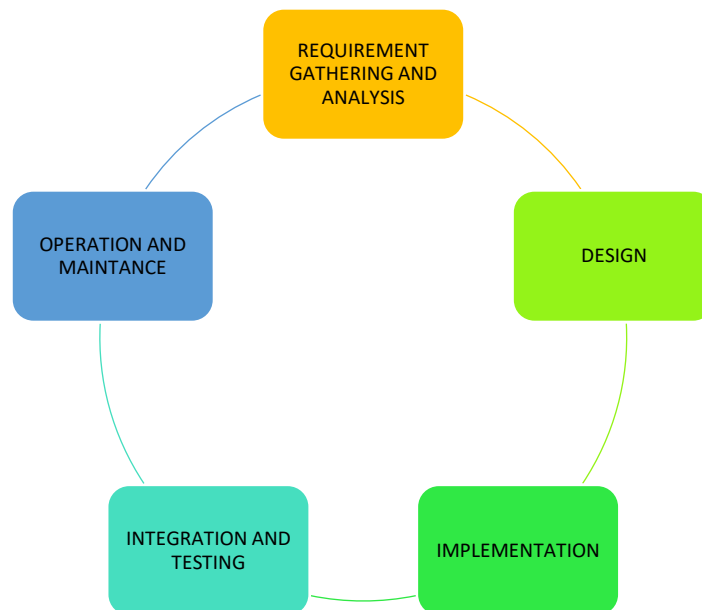 REQUIREMENT
GATHERING AND
ANALYSIS
DESIGN
IMPLEMENTATION
INTEGRATION AND
TESTING
OPERATION AND
MAINTANCE